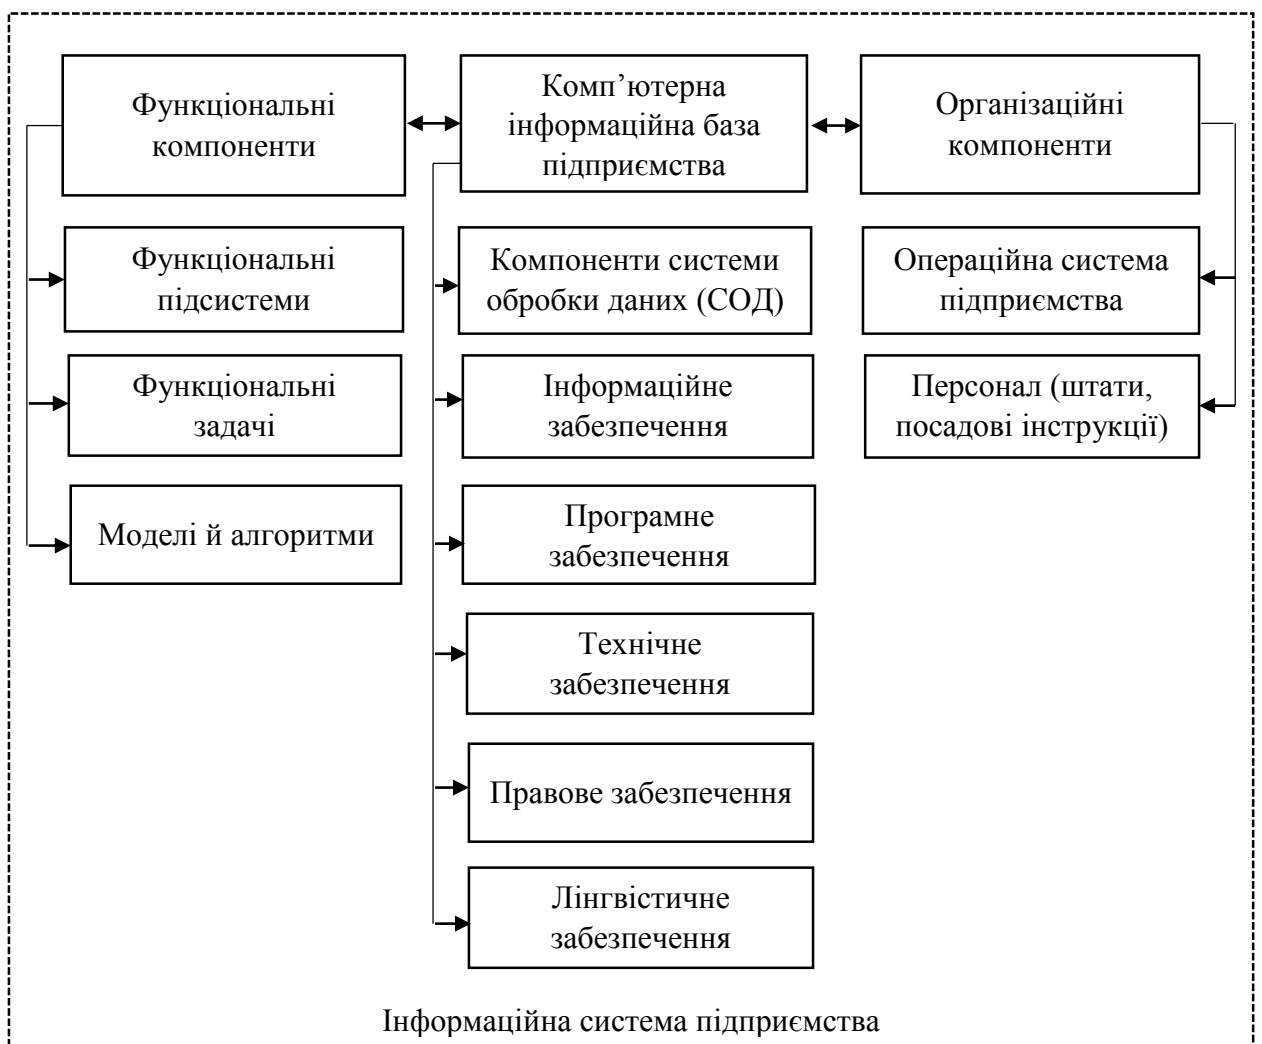 Функціональні
компоненти
Комп’ютерна
інформаційна база
підприємства
Організаційні
компоненти
Функціональні
підсистеми
Компоненти системи
обробки даних (СОД)
Операційна система
підприємства
Функціональні
задачі
Інформаційне
забезпечення
Персонал (штати,
посадові інструкції)
Моделі й алгоритми
Програмне
забезпечення
Технічне
забезпечення
Правове забезпечення
Лінгвістичне
забезпечення
Інформаційна система підприємства